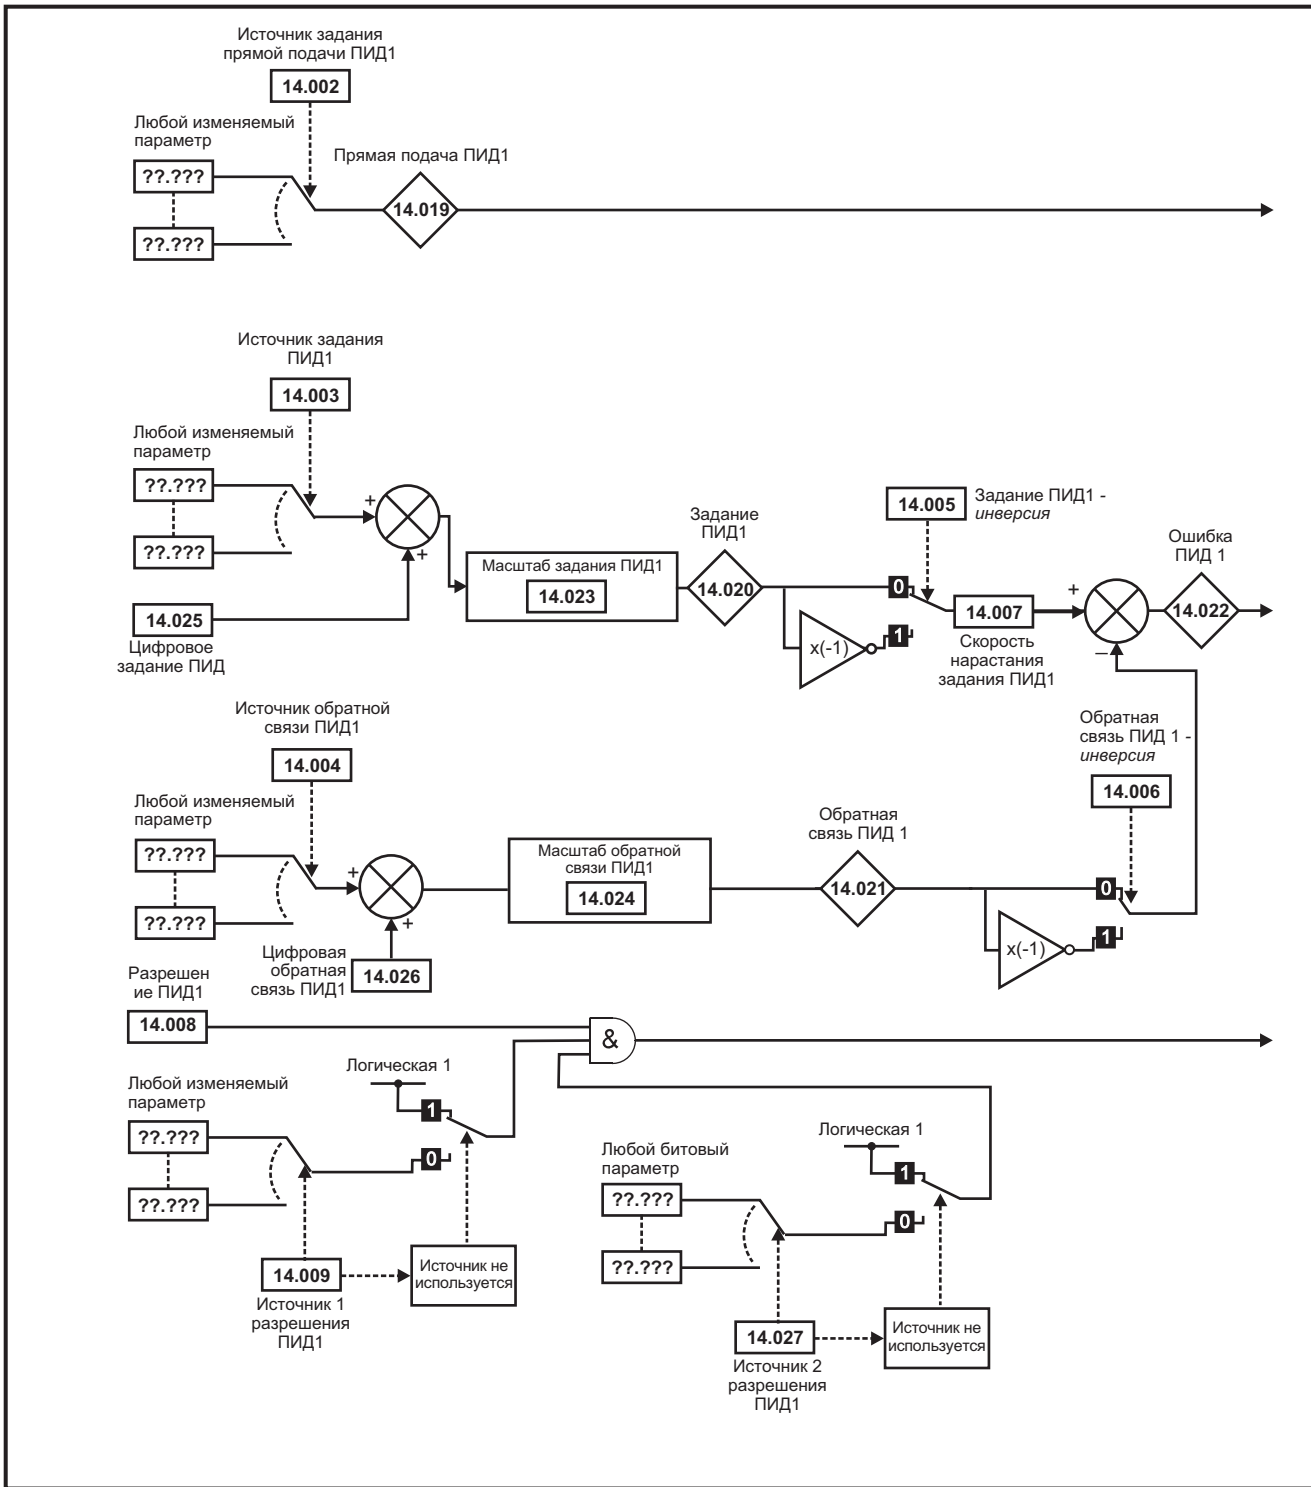 Источник задания
прямой подачи ПИД1
14.002
Любой изменяемый
параметр
??.???
??.???
Прямая подача ПИД1
14.019
Источник задания
ПИД1
14.003
Любой изменяемый
параметр
??.???
??.???
+
+
14.025
Цифровое
задание ПИД
Масштаб задания ПИД1
14.023
Задание
ПИД1
14.020
x(-1)
14.005
Задание ПИД1 -
инверсия
0
1
14.007
Скорость
нарастания
задания ПИД1
+
–
Ошибка
ПИД 1
14.022
Источник обратной
связи ПИД1
14.004
Любой изменяемый
параметр
??.???
??.???
+
+
Цифровая
обратная
связь ПИД1
14.026
Масштаб обратной
связи ПИД1
14.024
Обратная
связь ПИД 1
14.021
x(-1)
Обратная
связь ПИД 1 -
инверсия
14.006
0
1
Разрешен
ие ПИД1
14.008
&
Любой изменяемый
параметр
??.???
??.???
Логическая 1
1
0
14.009
Источник 1
разрешения
ПИД1
Источник не
используется
Любой битовый
параметр
??.???
??.???
Логическая 1
1
0
14.027
Источник 2
разрешения
ПИД1
Источник не
используется